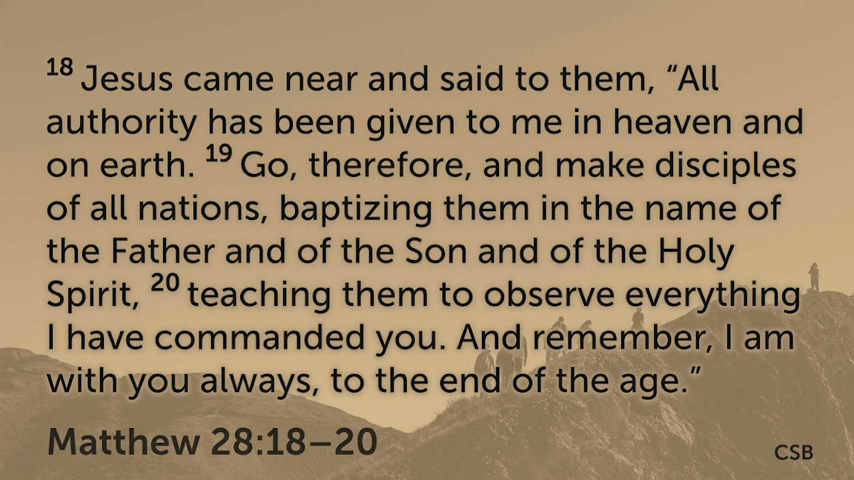 18 Jesus came near and said to them, “All
authority has been given to me in heaven and
on earth. 19 Go, therefore, and make disciples
of all nations, baptizing them in the name of
the Father and of the Son and of the Holy
Spirit, 20 teaching them to observe everything
I have commanded you. And remember, I am
with you always, to the end of the age.”
Matthew 28:18–20
CSB